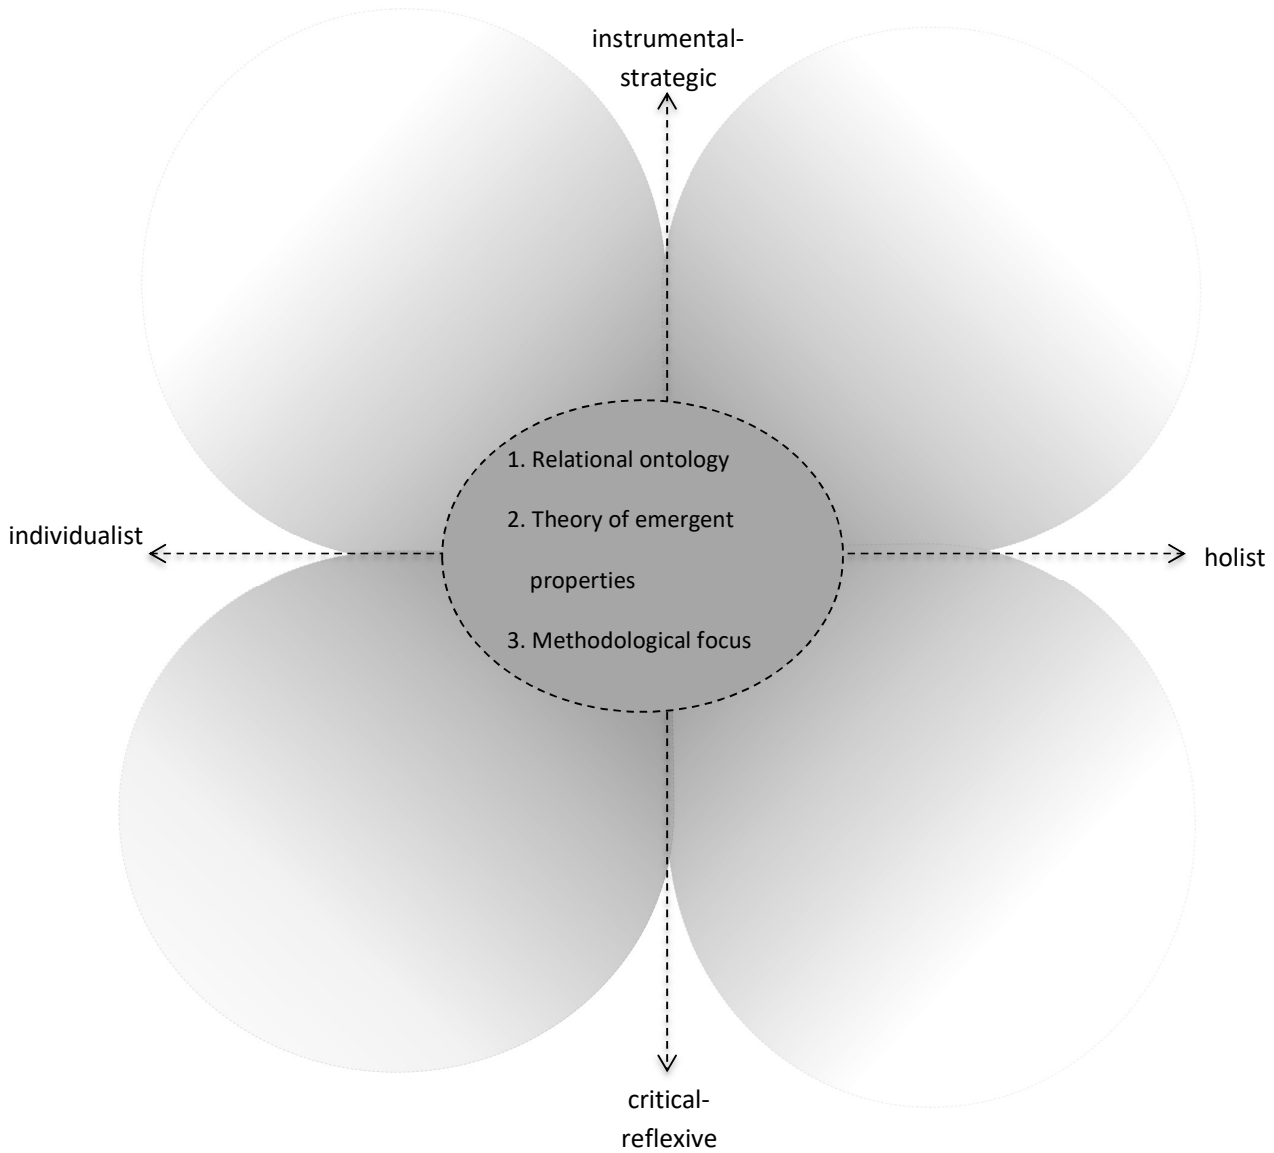 instrumental-
strategic
1. Relational ontology
2. Theory of emergent
properties
3. Methodological focus
individualist
holist
critical-
reflexive